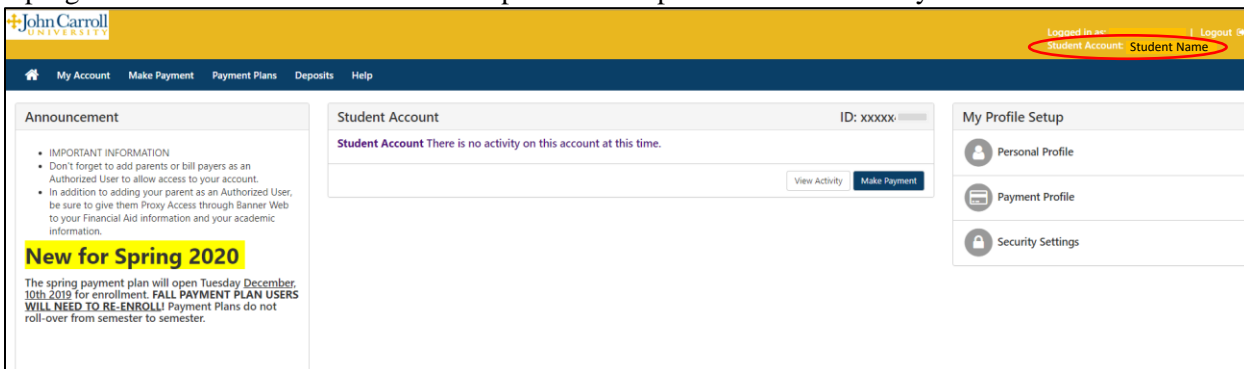 John Carroll
UNIVERSITY
Logged in as: | Logout
Student Account: Student Name
My Account Make Payment Payment Plans Deposits Help
Announcement
• IMPORTANT INFORMATION
• Don't forget to add parents or bill payers as an
Authorized User to allow access to your account.
• In addition to adding your parent as an Authorized User,
be sure to give them Proxy Access through Banner Web
to your Financial Aid information and your academic
information.
New for Spring 2020
The spring payment plan will open Tuesday December,
10th 2019 for enrollment. FALL PAYMENT PLAN USERS
WILL NEED TO RE-ENROLL! Payment Plans do not
roll-over from semester to semester.
Student Account ID: xxxxx
Student Account There is no activity on this account at this time.
View Activity Make Payment
My Profile Setup
Personal Profile
Payment Profile
Security Settings